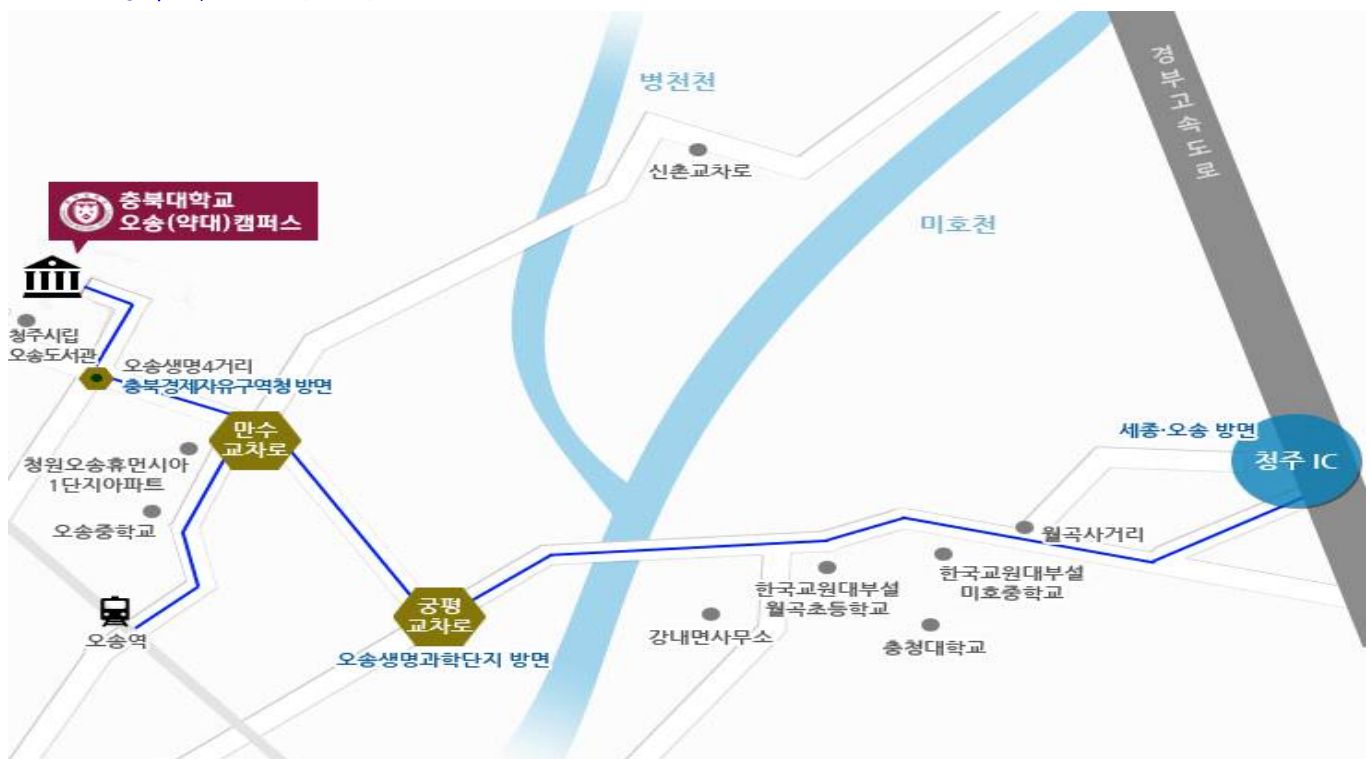 병천천
경부고속도로
신촌교차로
충북대학교
오송(약대)캠퍼스
미호천
청주시립
오송도서관
오송생명4거리
충북경제자유구역청 방면
만수
교차로
세종·오송 방면
청주 IC
청원오송휴먼시아
1단지아파트
오송중학교
월곡사거리
한국교원대부설
미호중학교
한국교원대부설
월곡초등학교
궁평
교차로
강내면사무소
충청대학교
오송역
오송생명과학단지 방면